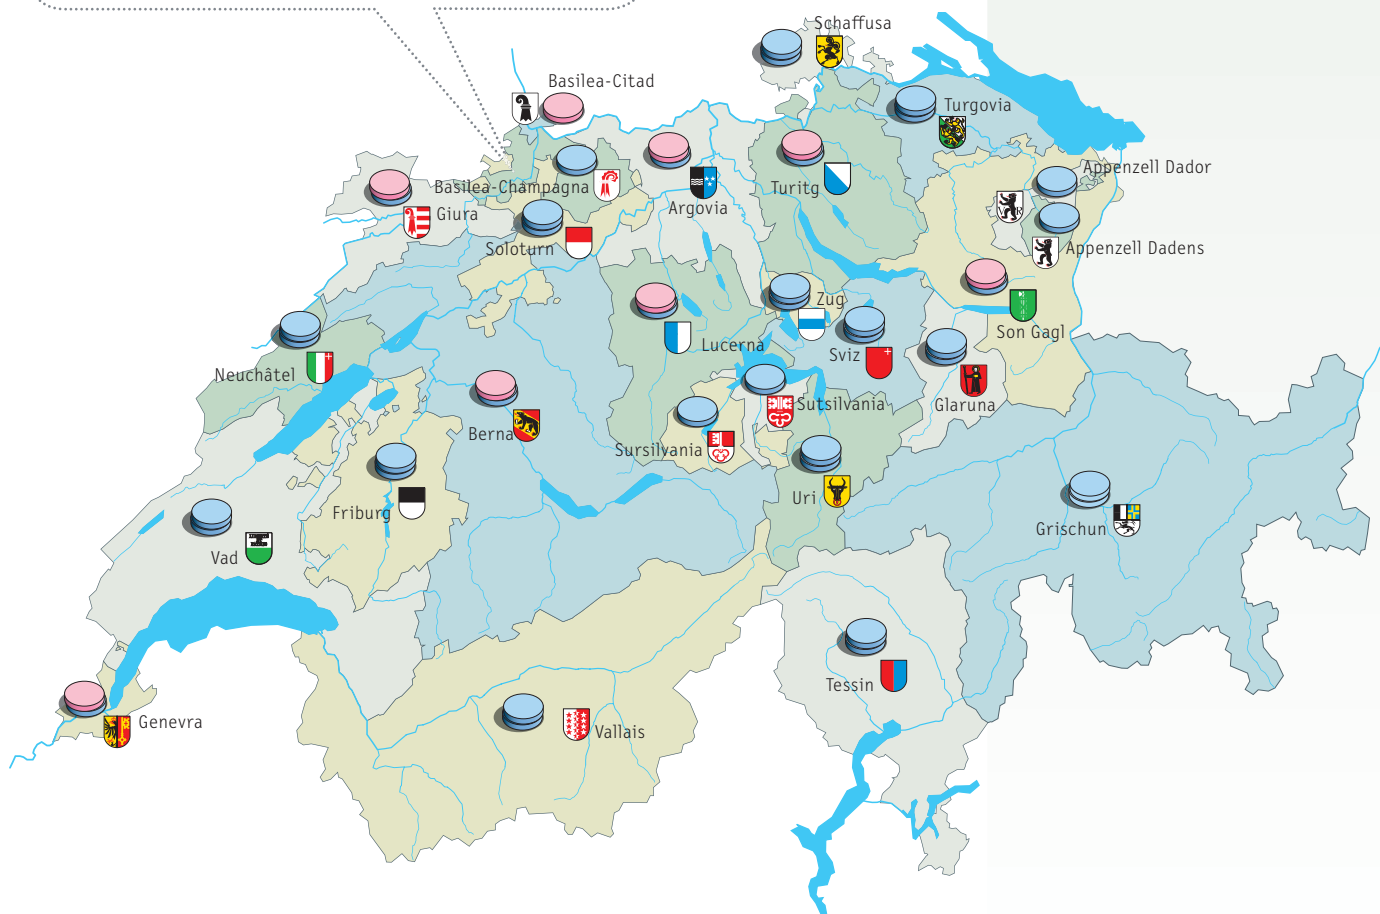 Schaffusa
Basilea-Citad
Turgovia
Appenzell Dador
Basilea-Champagna
Turitg
Argovia
Giura
Soloturn
Appenzell Dadens
Zug
Son Gagl
Lucerna
Sviz
Neuchâtel
Glaruna
Sutsilvania
Berna
Sursilvania
Uri
Friburg
Grischun
Vad
Tessin
Genevra
Vallais